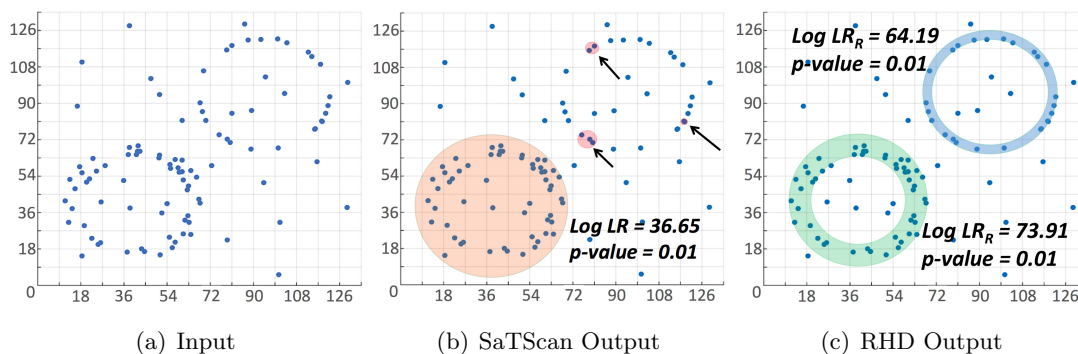 126
108
90
72
54
36
18
0
18 36 54 72 90 108 126
(a) Input
126
108
90
72
54
36
18
0
18 36 54 72 90 108 126
Log LR = 36.65
p-value = 0.01
(b) SaTScan Output
126
108
90
72
54
36
18
0
18 36 54 72 90 108 126
Log LR_R = 64.19
p-value = 0.01
Log LR_R = 73.91
p-value = 0.01
(c) RHD Output